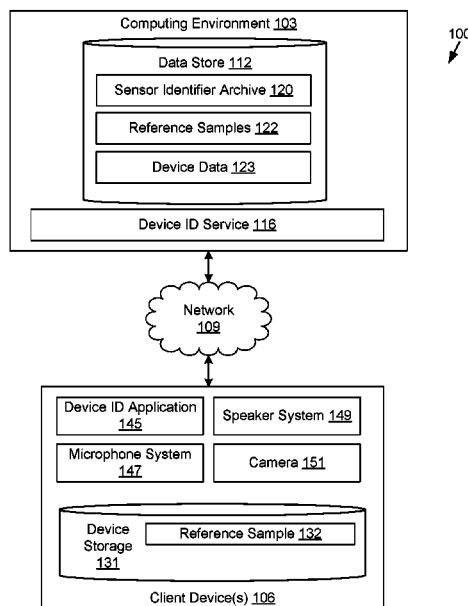 Computing Environment 103
100
Data Store 112
Sensor Identifier Archive 120
Reference Samples 122
Device Data 123
Device ID Service 116
Network
109
Device ID Application
145
Speaker System 149
Microphone System
147
Camera 151
Device
Storage
131
Reference Sample 132
Client Device(s) 106